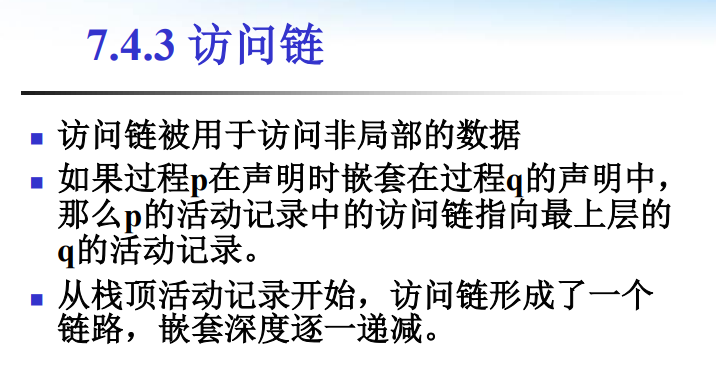 7.4.3 访问链
访问链被用于访问非局部的数据
如果过程p在声明时嵌套在过程q的声明中，
那么p的活动记录中的访问链指向最上层的
q的活动记录。
从栈顶活动记录开始，访问链形成了一个
链路，嵌套深度逐一递减。